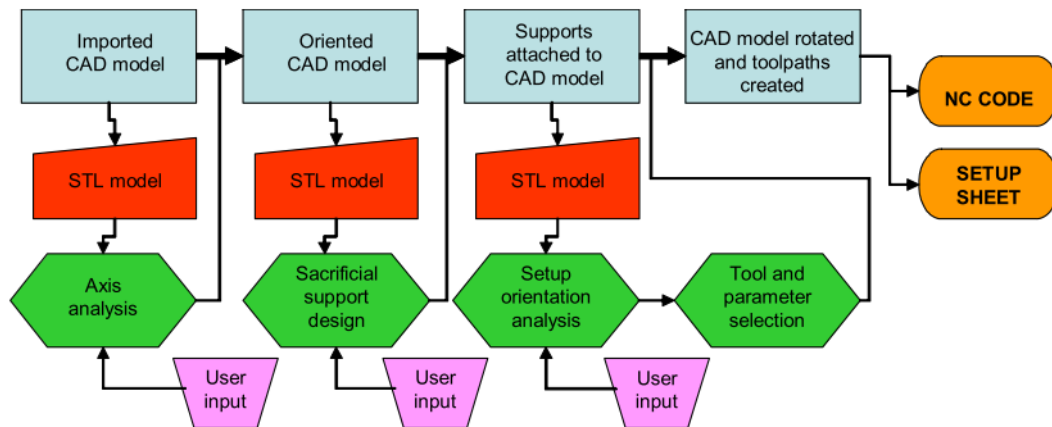 Imported
CAD model
Oriented
CAD model
Supports
attached to
CAD model
CAD model rotated
and toolpaths
created
NC CODE
STL model
STL model
STL model
SETUP
SHEET
Axis
analysis
Sacrificial
support
design
Setup
orientation
analysis
Tool and
parameter
selection
User
input
User
input
User
input